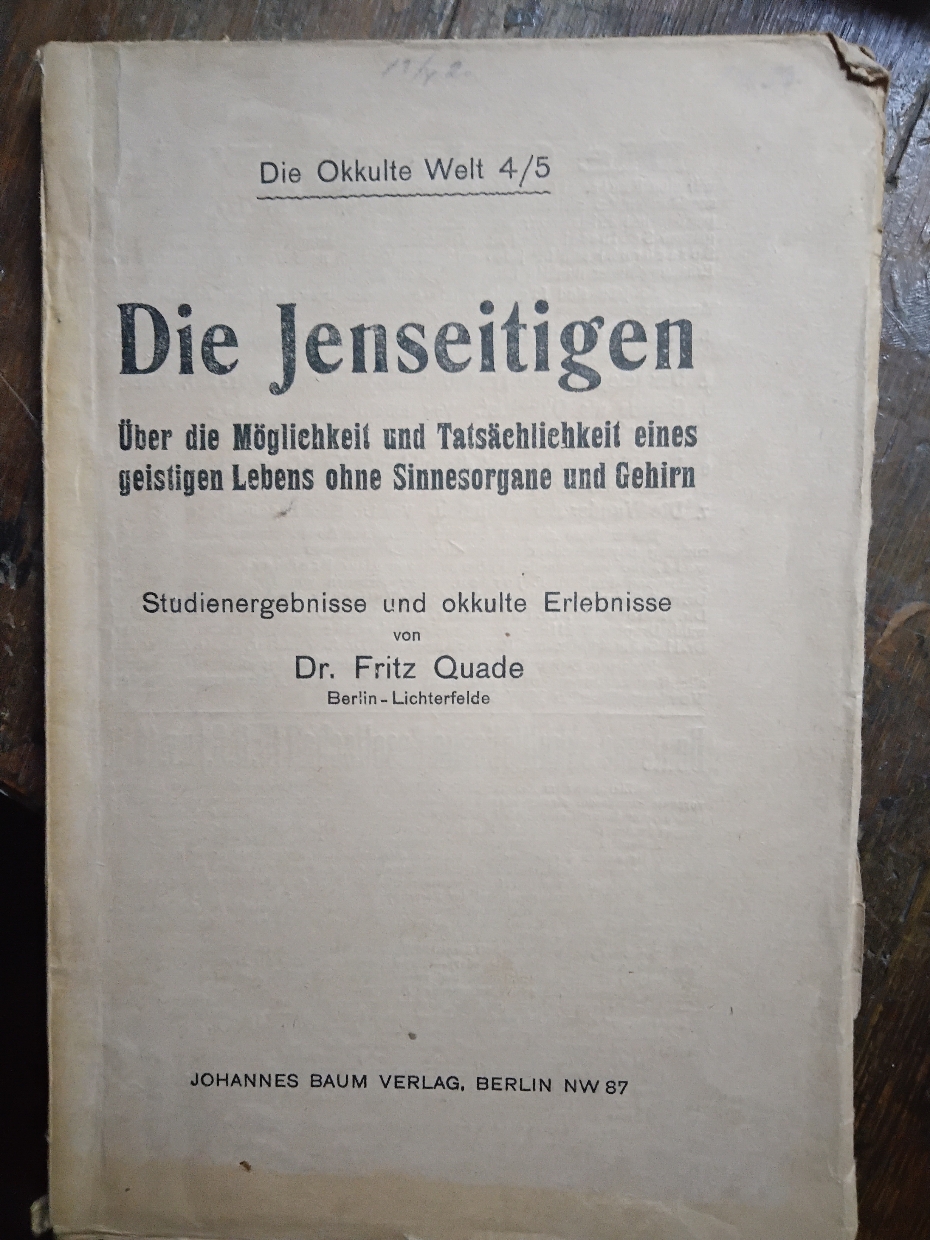 Die Okkulte Welt 4/5
Die Jenseitigen
Über die Möglichkeit und Tatsächlichkeit eines
geistigen Lebens ohne Sinnesorgane und Gehirn
Studienergebnisse und okkulte Erlebnisse
von
Dr. Fritz Quade
Berlin-Lichterfelde
JOHANNES BAUM VERLAG, BERLIN NW 87